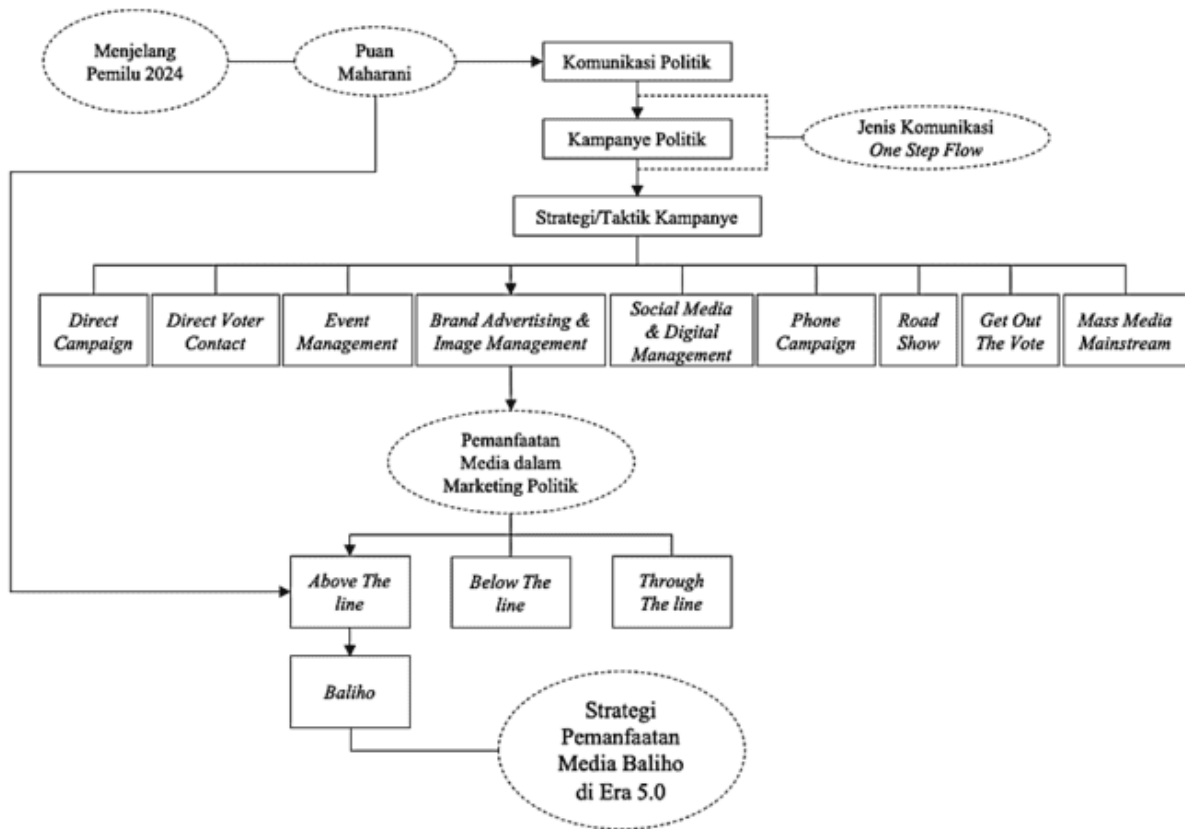 Menjelang
Pemilu 2024
Puan
Maharani
Komunikasi Politik
Kampanye Politik
Jenis Komunikasi
One Step Flow
Strategi/Taktik Kampanye
Direct
Campaign
Direct Voter
Contact
Event
Management
Brand Advertising &
Image Management
Social Media
& Digital
Management
Phone
Campaign
Road
Show
Get Out
The Vote
Mass Media
Mainstream
Pemanfaatan
Media dalam
Marketing Politik
Above The
line
Below The
line
Through
The line
Baliho
Strategi
Pemanfaatan
Media Baliho
di Era 5.0